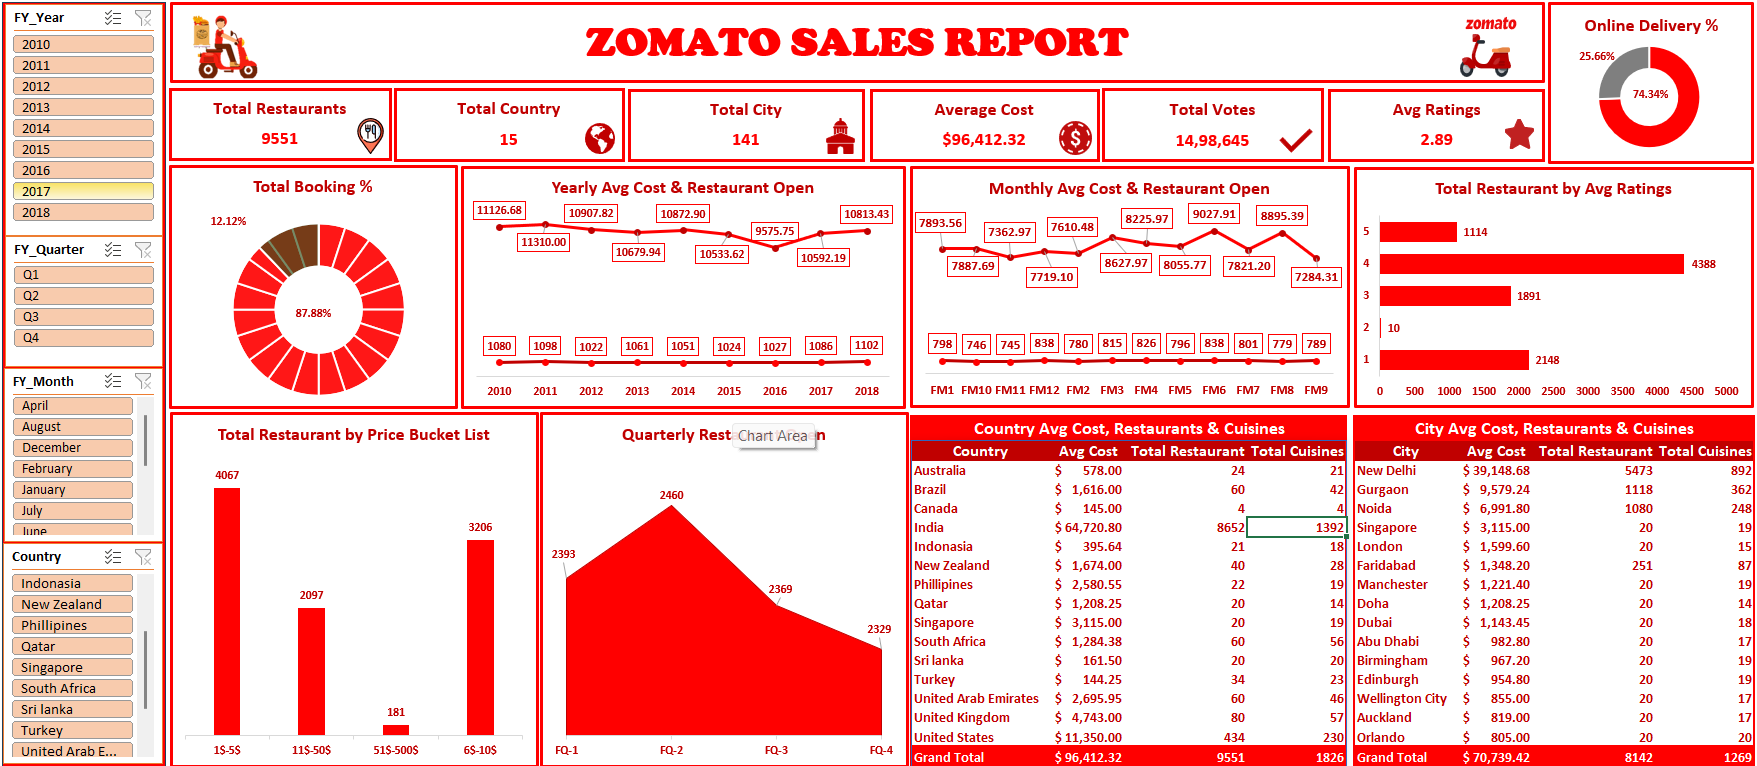 FY_Year
2010
2011
2012
2013
2014
2015
2016
2017
2018
FY_Quarter
Q1
Q2
Q3
Q4
FY_Month
April
August
December
February
January
July
June
Country
Indonasia
New Zealand
Phillipines
Qatar
Singapore
South Africa
Sri lanka
Turkey
United Arab E...
ZOMATO SALES REPORT
zomato
Online Delivery %
25.66%
74.34%
Total Restaurants
9551
Total Country
15
Total City
141
Average Cost
$96,412.32
Total Votes
14,98,645
Avg Ratings
2.89
Total Booking %
12.12%
87.88%
Yearly Avg Cost & Restaurant Open
11126.68 10907.82 10872.90 9575.75 10813.43
11310.00 10679.94 10533.62 10592.19
1080 1098 1022 1061 1051 1024 1027 1086 1102
2010 2011 2012 2013 2014 2015 2016 2017 2018
Monthly Avg Cost & Restaurant Open
7893.56 7362.97 7610.48 8225.97 9027.91 8895.39
7887.69 7719.10 8627.97 8055.77 7821.20 7284.31
798 746 745 838 780 815 826 796 838 801 779 789
FM1 FM10 FM11 FM12 FM2 FM3 FM4 FM5 FM6 FM7 FM8 FM9
Total Restaurant by Avg Ratings
5 1114
4 4388
3 1891
2 10
1 2148
0 500 1000 1500 2000 2500 3000 3500 4000 4500 5000
Total Restaurant by Price Bucket List
4067
2097
181
3206
1$-5$ 11$-50$ 51$-500$ 6$-10$
Quarterly Rest en
Chart Area
2393
2460
2369
2329
FQ-1 FQ-2 FQ-3 FQ-4
Country Avg Cost, Restaurants & Cuisines
Country Avg Cost Total Restaurant Total Cuisines
Australia $ 578.00 24 21
Brazil $ 1,616.00 60 42
Canada $ 145.00 4 4
India $ 64,720.80 8652 1392
Indonasia $ 395.64 21 18
New Zealand $ 1,674.00 40 28
Phillipines $ 2,580.55 22 19
Qatar $ 1,208.25 20 14
Singapore $ 3,115.00 20 19
South Africa $ 1,284.38 60 56
Sri lanka $ 161.50 20 20
Turkey $ 144.25 34 23
United Arab Emirates $ 2,695.95 60 46
United Kingdom $ 4,743.00 80 57
United States $ 11,350.00 434 230
Grand Total $ 96,412.32 9551 1826
City Avg Cost, Restaurants & Cuisines
City Avg Cost Total Restaurant Total Cuisines
New Delhi $ 39,148.68 5473 892
Gurgaon $ 9,579.24 1118 362
Noida $ 6,991.80 1080 248
Singapore $ 3,115.00 20 19
London $ 1,599.60 20 15
Faridabad $ 1,348.20 251 87
Manchester $ 1,221.40 20 19
Doha $ 1,208.25 20 14
Dubai $ 1,143.45 20 18
Abu Dhabi $ 982.80 20 17
Birmingham $ 967.20 20 19
Edinburgh $ 954.80 20 19
Wellington City $ 855.00 20 17
Auckland $ 819.00 20 17
Orlando $ 805.00 20 20
Grand Total $ 70,739.42 8142 1269